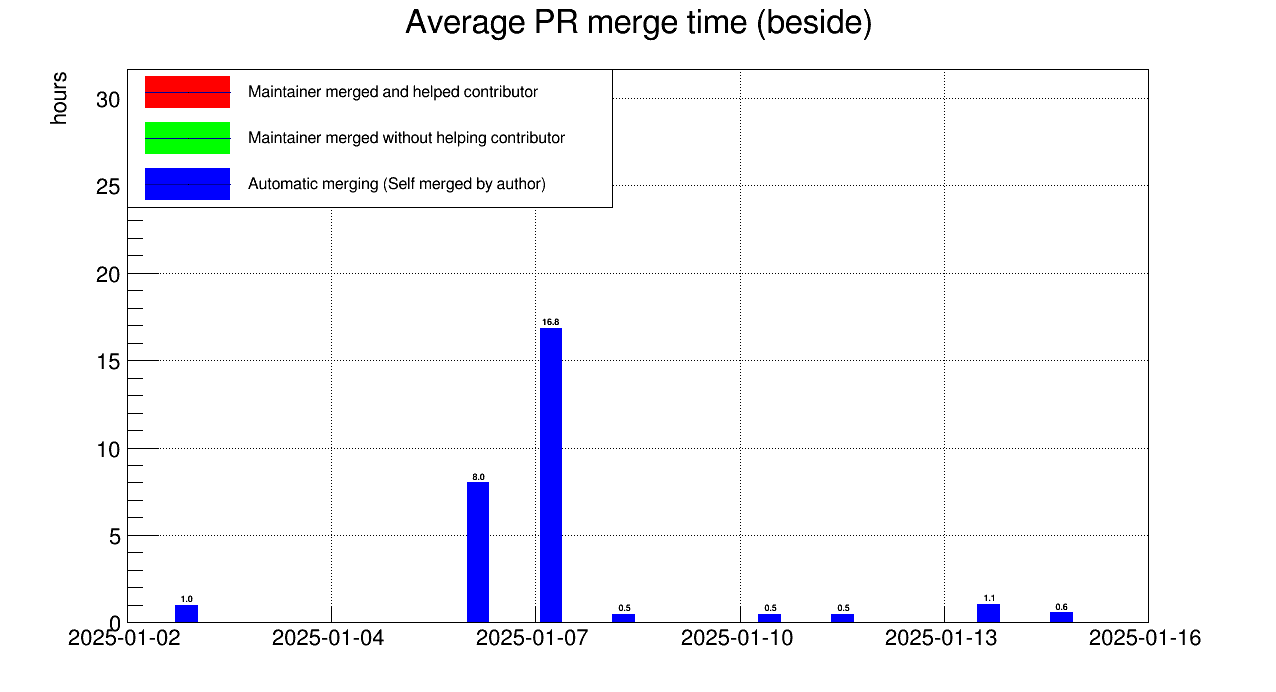 Average PR merge time (beside)
hours
Maintainer merged and helped contributor
Maintainer merged without helping contributor
Automatic merging (Self merged by author)
30
25
20
15
10
5
0
1.0
8.0
16.8
0.5
0.5
0.5
1.1
0.6
2025-01-02 2025-01-04 2025-01-07 2025-01-10 2025-01-13 2025-01-16